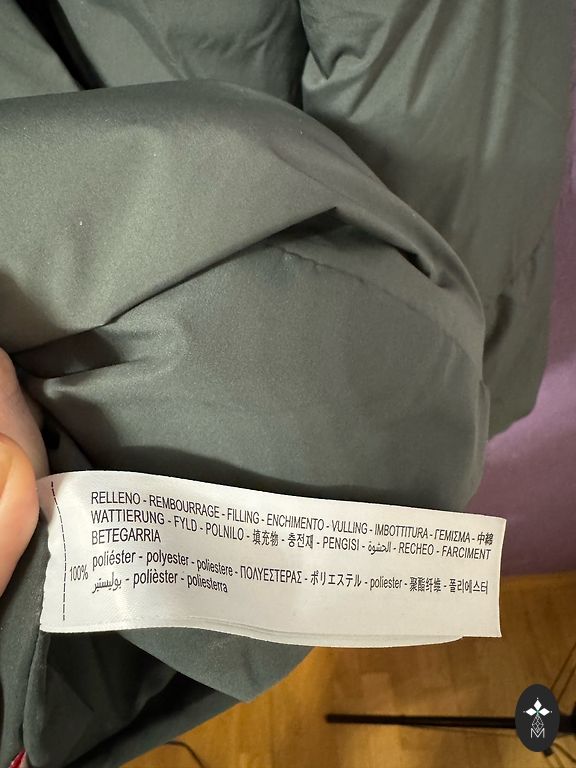 RELLENO - REMBOURRAGE - FILLING - ENCHIMENTO - VULLING - IMBOTTITURA - ΓΕΜΙΣΜΑ - 中綿
WATTIERUNG - FYLD - POLNILO - 填充物 - 충전재 - PENGISI - الحشوة - RECHEO - FARCIMENT
BETEGARRIA
100% poliéster - polyester - poliestere - ΠΟΛΥΕΣΤΕΡΑΣ - ポリエステル - poliester - 聚酯纤维 - 폴리에스터
بوليستير - polièster - poliesterra
M